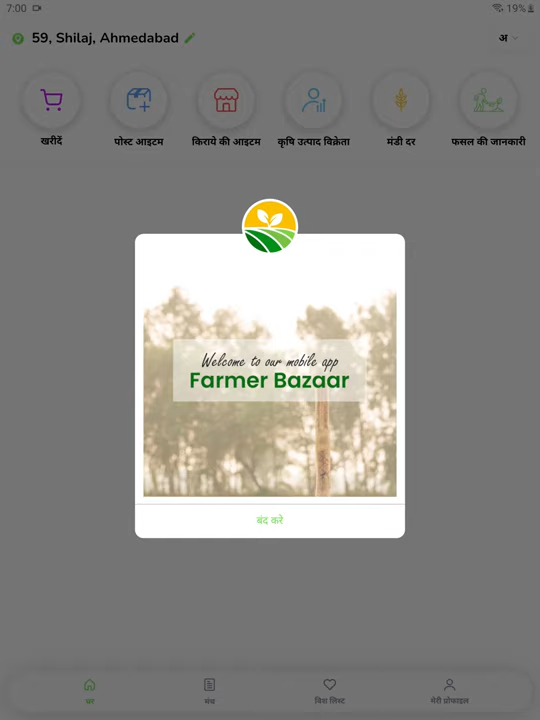 7:00
19%
59, Shilaj, Ahmedabad
अ
खरीदें
पोस्ट आइटम
किराये की आइटम
कृषि उत्पाद विक्रेता
मंडी दर
फसल की जानकारी
Welcome to our mobile app
Farmer Bazaar
बंद करे
घर
मंच
विश लिस्ट
मेरी प्रोफाइल